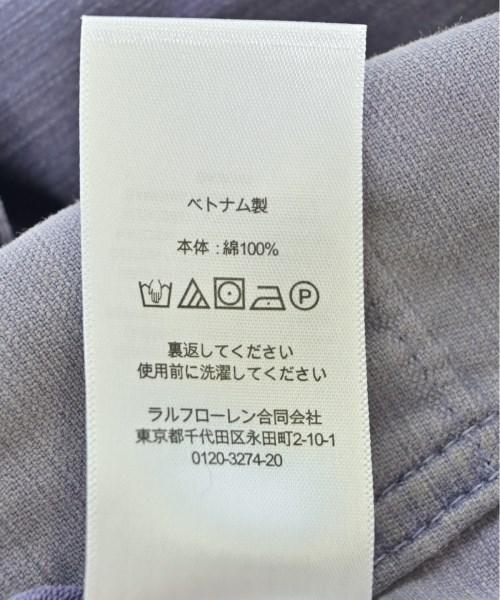 ベトナム製
本体：綿100%
P
裏返してください
使用前に洗濯してください
ラルフローレン合同会社
東京都千代田区永田町2-10-1
0120-3274-20